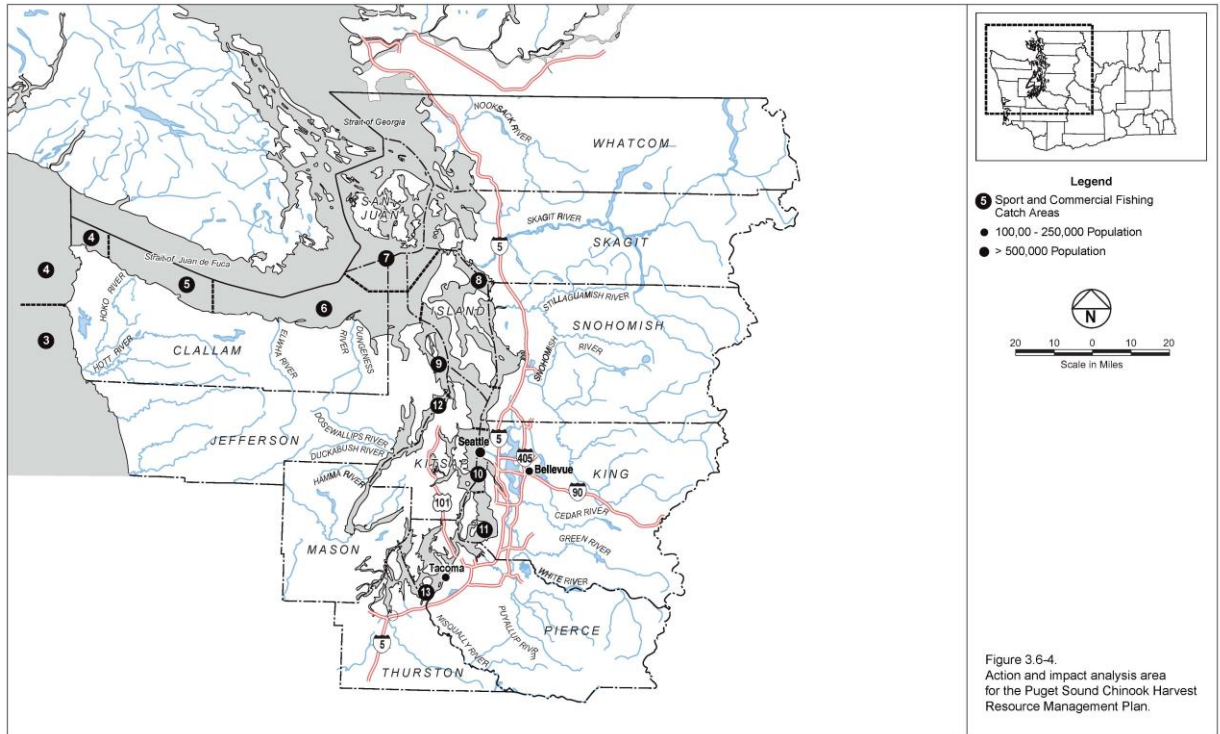 Strait of Georgia
NOOKSACK RIVER
WHATCOM
SAN
JUAN
SKAGIT RIVER
SKAGIT
5
4
Strait of Juan de Fuca
7
4
5
8
6
ISLAND
STILLAGUAMISH RIVER
SNOHOMISH
RIVER
SNOHOMISH
3
HOKO RIVER
HOTT RIVER
CLALLAM
ELWHA RIVER
DUNGENESS
RIVER
9
12
DOSEWALLIPS RIVER
JEFFERSON
DUCKABUSH RIVER
HAMMA RIVER
KITSAP
Seattle
5
405
Bellevue
KING
10
90
101
CEDAR RIVER
11
GREEN RIVER
MASON
Tacoma
WHITE RIVER
13
NISQUALLY RIVER
PUYALLUP RIVER
PIERCE
5
THURSTON
Legend
5 Sport and Commercial Fishing
Catch Areas
100,00 - 250,000 Population
> 500,000 Population
N
20 10 0 10 20
Scale in Miles
Figure 3.6-4.
Action and impact analysis area
for the Puget Sound Chinook Harvest
Resource Management Plan.